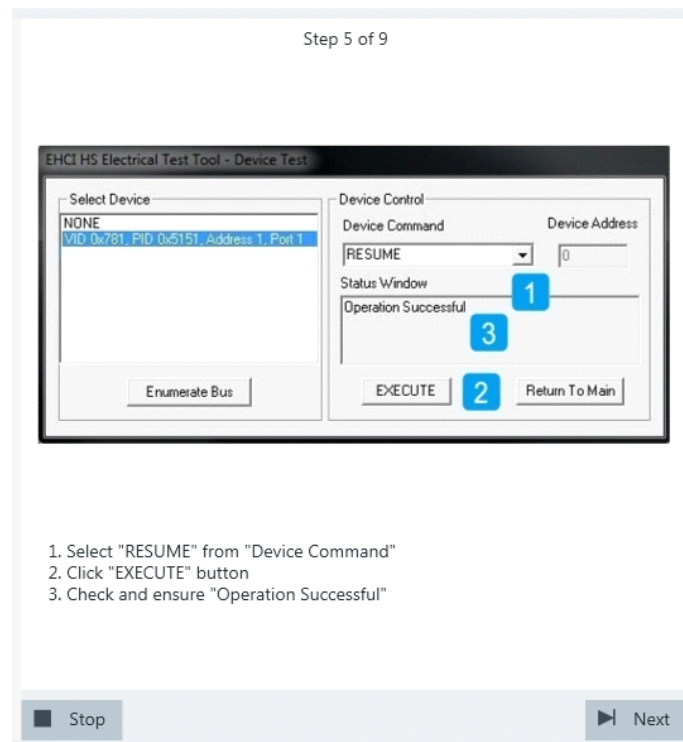 Step 5 of 9
EHCI HS Electrical Test Tool - Device Test
Select Device
NONE
VID 0x781, PID 0x5151, Address 1, Port 1
Enumerate Bus
Device Control
Device Command
Device Address
RESUME
0
Status Window
1
Operation Successful
3
EXECUTE
2
Return To Main
1. Select "RESUME" from "Device Command"
2. Click "EXECUTE" button
3. Check and ensure "Operation Successful"
Stop
Next